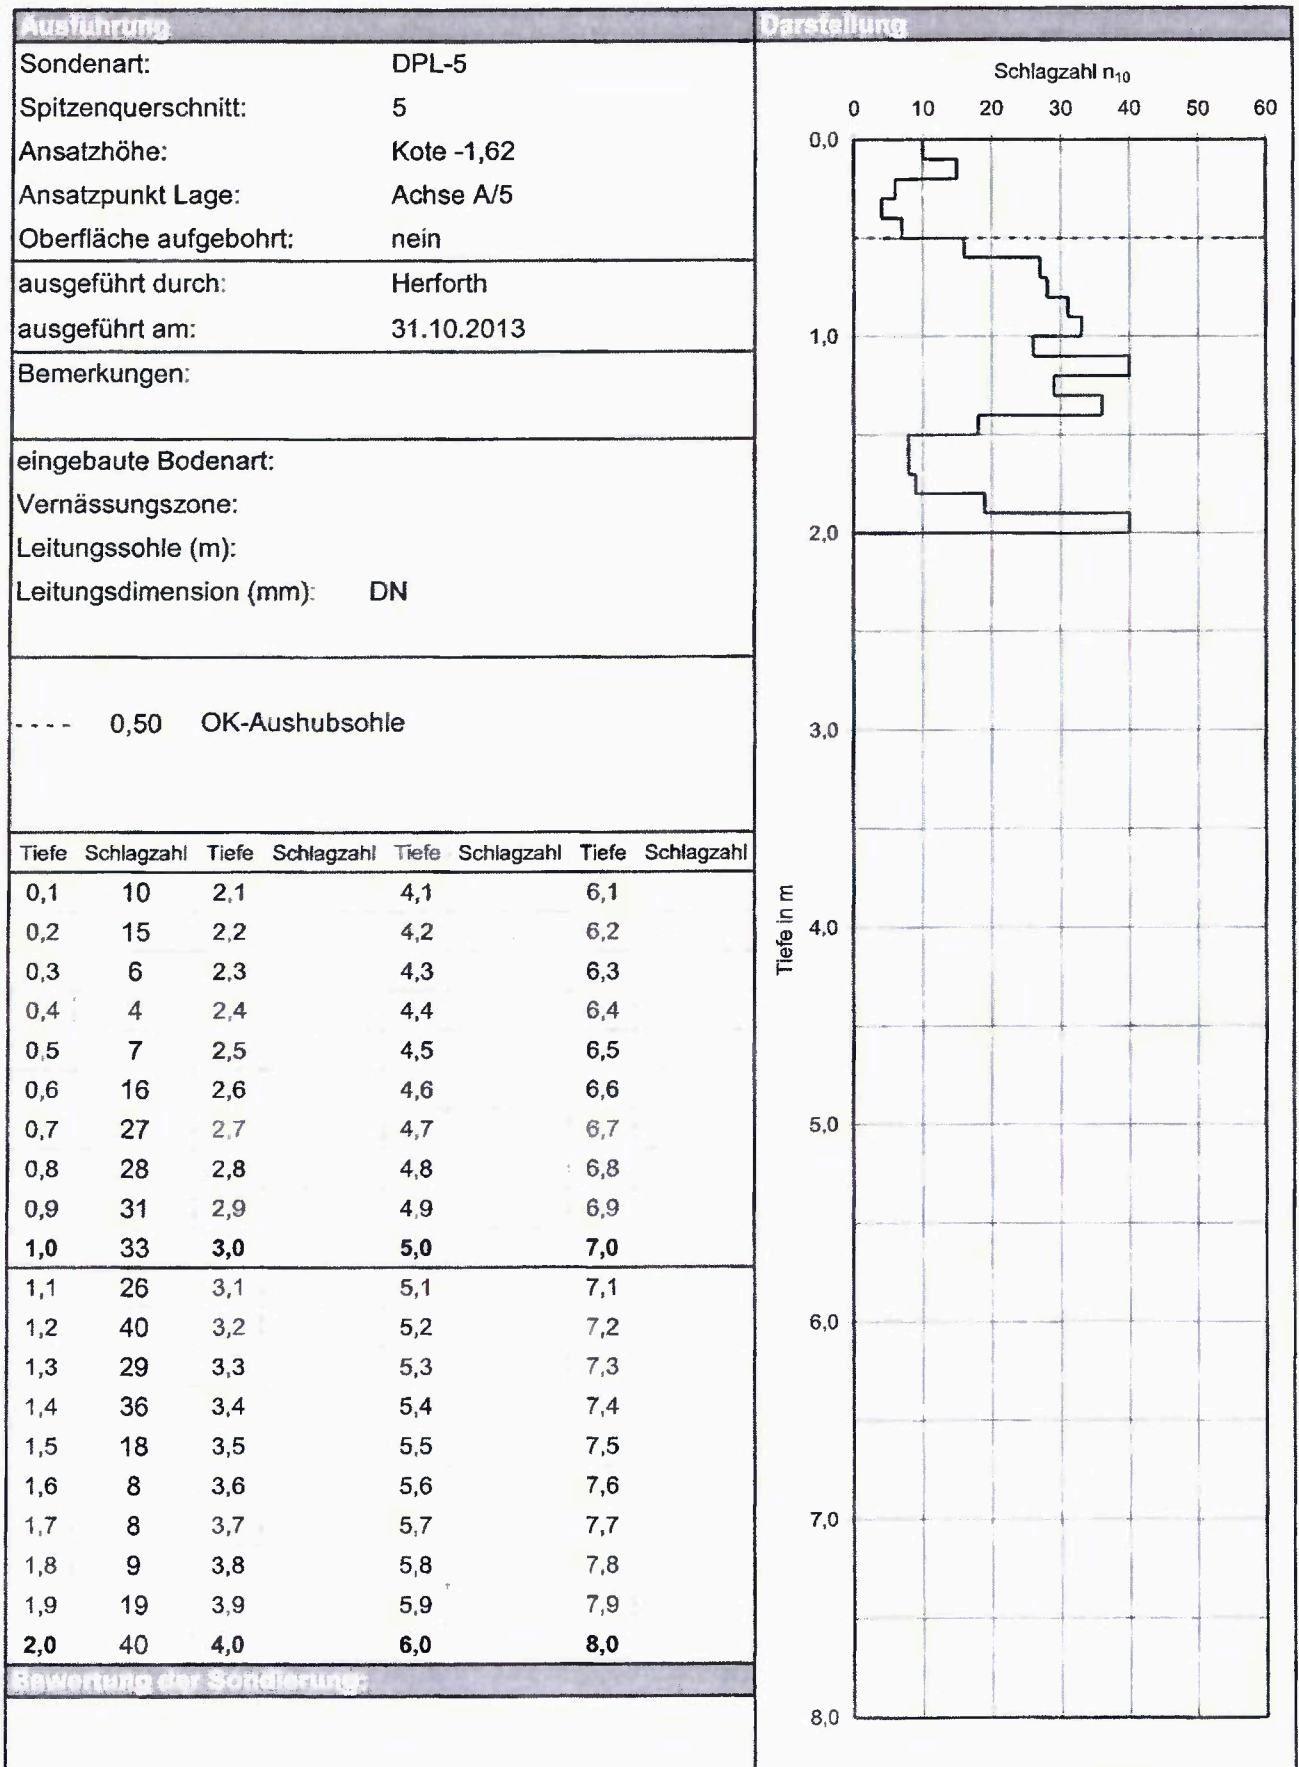 Ausführung
Sondenart: DPL-5
Spitzenquerschnitt: 5
Ansatzhöhe: Kote -1,62
Ansatzpunkt Lage: Achse A/5
Oberfläche aufgebohrt: nein
ausgeführt durch: Herforth
ausgeführt am: 31.10.2013
Bemerkungen:
eingebaute Bodenart:
Vernässungszone:
Leitungssohle (m):
Leitungsdimension (mm): DN
---- 0,50 OK-Aushubsohle
Tiefe Schlagzahl Tiefe Schlagzahl Tiefe Schlagzahl Tiefe Schlagzahl
0,1 10 2,1 4,1 6,1
0,2 15 2,2 4,2 6,2
0,3 6 2,3 4,3 6,3
0,4 4 2,4 4,4 6,4
0,5 7 2,5 4,5 6,5
0,6 16 2,6 4,6 6,6
0,7 27 2,7 4,7 6,7
0,8 28 2,8 4,8 6,8
0,9 31 2,9 4,9 6,9
1,0 33 3,0 5,0 7,0
1,1 26 3,1 5,1 7,1
1,2 40 3,2 5,2 7,2
1,3 29 3,3 5,3 7,3
1,4 36 3,4 5,4 7,4
1,5 18 3,5 5,5 7,5
1,6 8 3,6 5,6 7,6
1,7 8 3,7 5,7 7,7
1,8 9 3,8 5,8 7,8
1,9 19 3,9 5,9 7,9
2,0 40 4,0 6,0 8,0
Bewertung der Sondierung:
Darstellung
Schlagzahl n₁₀
0 10 20 30 40 50 60
0,0
1,0
2,0
3,0
4,0
5,0
6,0
7,0
8,0
Tiefe in m